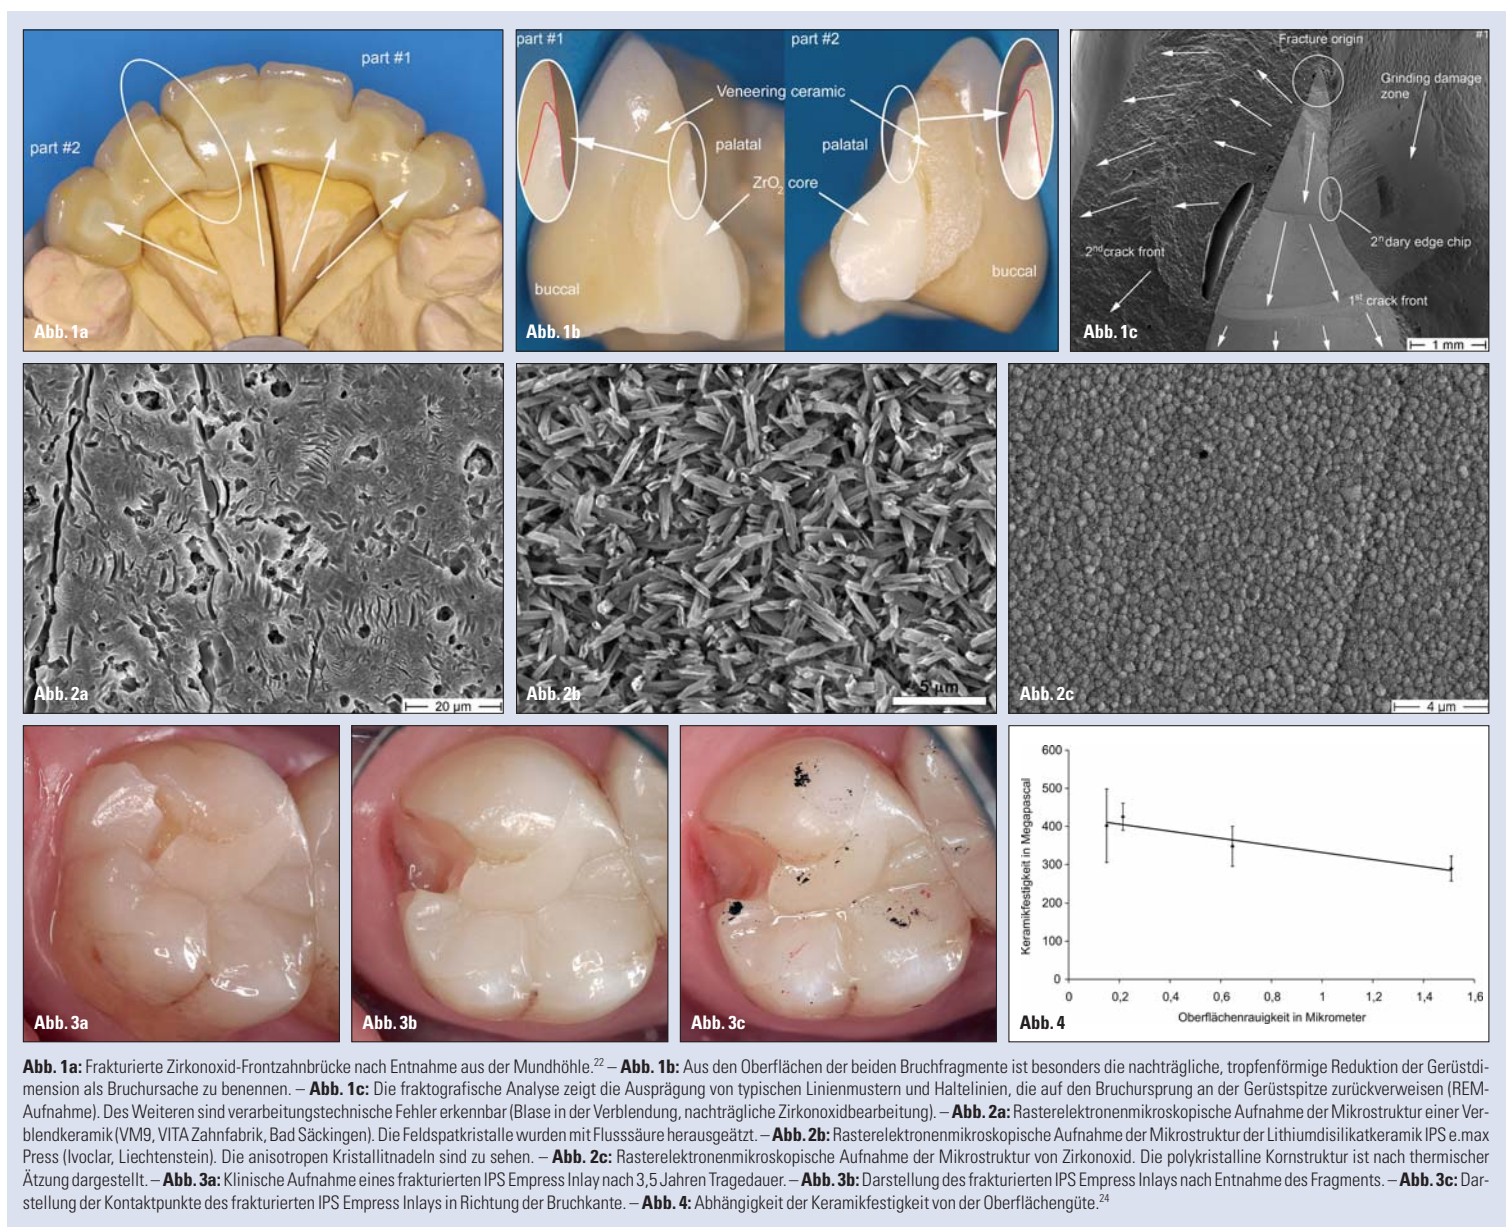 part #1
part #2
Abb. 1a
part #1
part #2
Veneering ceramic
palatal
palatal
ZrO2 core
buccal
buccal
Abb. 1b
#1
Fracture origin
Grinding damage
zone
2ndary edge chip
2nd crack front
1st crack front
Abb. 1c
1 mm
Abb. 2a
20 µm
Abb. 2b
5 µm
Abb. 2c
4 µm
Abb. 3a
Abb. 3b
Abb. 3c
Keramikfestigkeit in Megapascal
600
500
400
300
200
100
0
0 0,2 0,4 0,6 0,8 1 1,2 1,4 1,6
Oberflächenrauigkeit in Mikrometer
Abb. 4
Abb. 1a: Frakturierte Zirkonoxid-Frontzahnbrücke nach Entnahme aus der Mundhöhle.22 – Abb. 1b: Aus den Oberflächen der beiden Bruchfragmente ist besonders die nachträgliche, tropfenförmige Reduktion der Gerüstdi-
mension als Bruchursache zu benennen. – Abb. 1c: Die fraktografische Analyse zeigt die Ausprägung von typischen Linienmustern und Haltelinien, die auf den Bruchursprung an der Gerüstspitze zurückverweisen (REM-
Aufnahme). Des Weiteren sind verarbeitungstechnische Fehler erkennbar (Blase in der Verblendung, nachträgliche Zirkonoxidbearbeitung). – Abb. 2a: Rasterelektronenmikroskopische Aufnahme der Mikrostruktur einer Ver-
blendkeramik (VM9, VITA Zahnfabrik, Bad Säckingen). Die Feldspatkristalle wurden mit Flusssäure herausgeätzt. – Abb. 2b: Rasterelektronenmikroskopische Aufnahme der Mikrostruktur der Lithiumdisilikatkeramik IPS e.max
Press (Ivoclar, Liechtenstein). Die anisotropen Kristallitnadeln sind zu sehen. – Abb. 2c: Rasterelektronenmikroskopische Aufnahme der Mikrostruktur von Zirkonoxid. Die polykristalline Kornstruktur ist nach thermischer
Ätzung dargestellt. – Abb. 3a: Klinische Aufnahme eines frakturierten IPS Empress Inlay nach 3,5 Jahren Tragedauer. – Abb. 3b: Darstellung des frakturierten IPS Empress Inlays nach Entnahme des Fragments. – Abb. 3c: Dar-
stellung der Kontaktpunkte des frakturierten IPS Empress Inlays in Richtung der Bruchkante. – Abb. 4: Abhängigkeit der Keramikfestigkeit von der Oberflächengüte.24